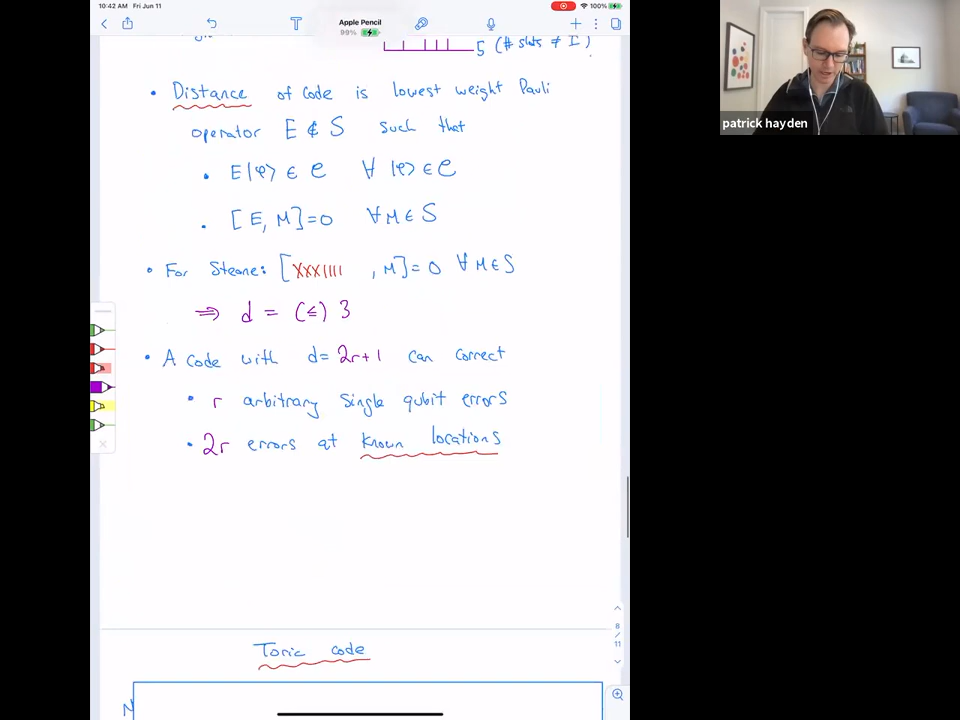 10:42 AM Fri Jun 11
Apple Pencil
99%
100%
5 (# slots ≠ I)
• Distance of code is lowest weight Pauli
operator E ∉ S such that
• E|φ> ∈ C ∀ |φ> ∈ C
• [E, M] = 0 ∀ M ∈ S
• For Steane: [XXXIIII , M] = 0 ∀ M ∈ S
⇒ d = (≤) 3
• A code with d = 2r+1 can correct
• r arbitrary single qubit errors
• 2r errors at known locations
8
/
11
Toric code
N
patrick hayden